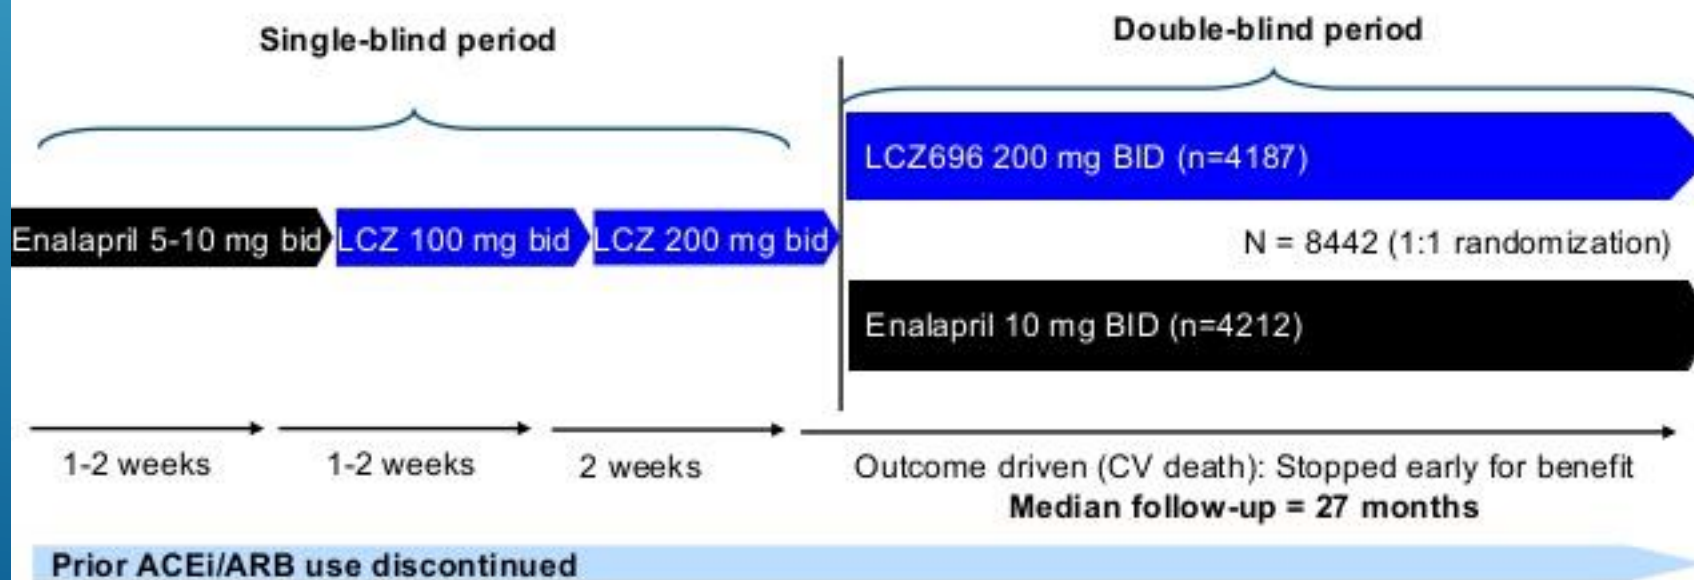 Single-blind period
Double-blind period
LCZ696 200 mg BID (n=4187)
Enalapril 5-10 mg bid
LCZ 100 mg bid
LCZ 200 mg bid
N = 8442 (1:1 randomization)
Enalapril 10 mg BID (n=4212)
1-2 weeks
1-2 weeks
2 weeks
Outcome driven (CV death): Stopped early for benefit
Median follow-up = 27 months
Prior ACEi/ARB use discontinued